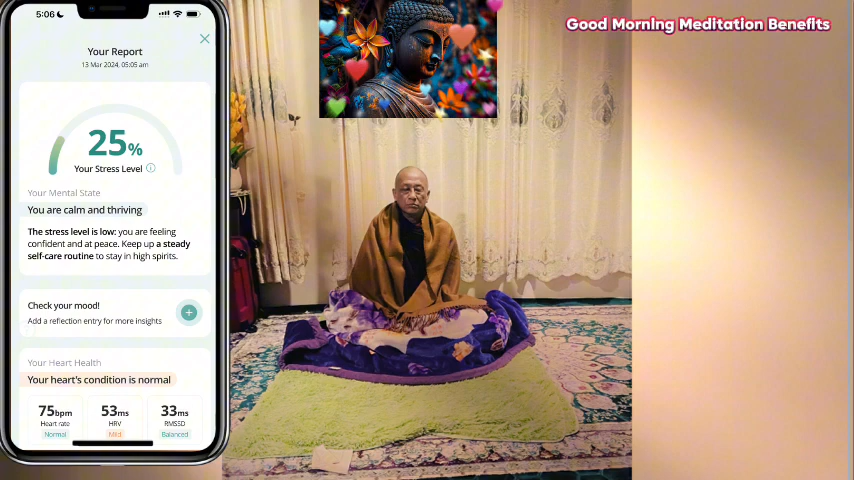 Good Morning Meditation Benefits
5:06
Your Report
13 Mar 2024, 05:05 am
25%
Your Stress Level
Your Mental State
You are calm and thriving
The stress level is low: you are feeling
confident and at peace. Keep up a steady
self-care routine to stay in high spirits.
Check your mood!
Add a reflection entry for more insights
Your Heart Health
Your heart's condition is normal
75bpm 53ms 33ms
Heart rate HRV RMSSD
Normal Mild Balanced